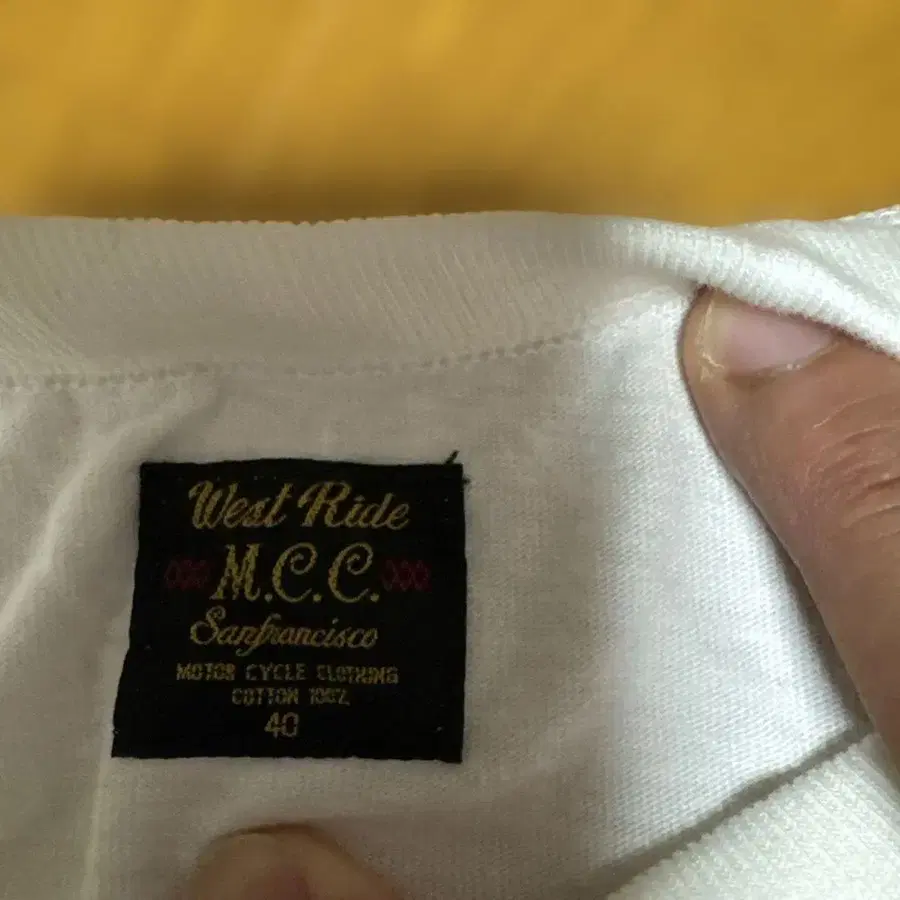 West Ride
M.C.C.
Sanfrancisco
MOTOR CYCLE CLOTHING
COTTON 100%
40